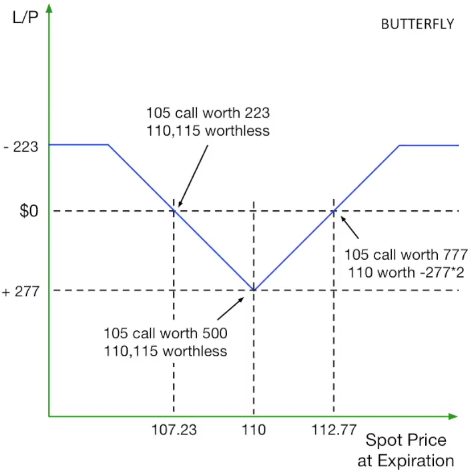 L/P
BUTTERFLY
105 call worth 223
110,115 worthless
- 223
$0
105 call worth 777
110 worth -277*2
+ 277
105 call worth 500
110,115 worthless
107.23
110
112.77
Spot Price
at Expiration